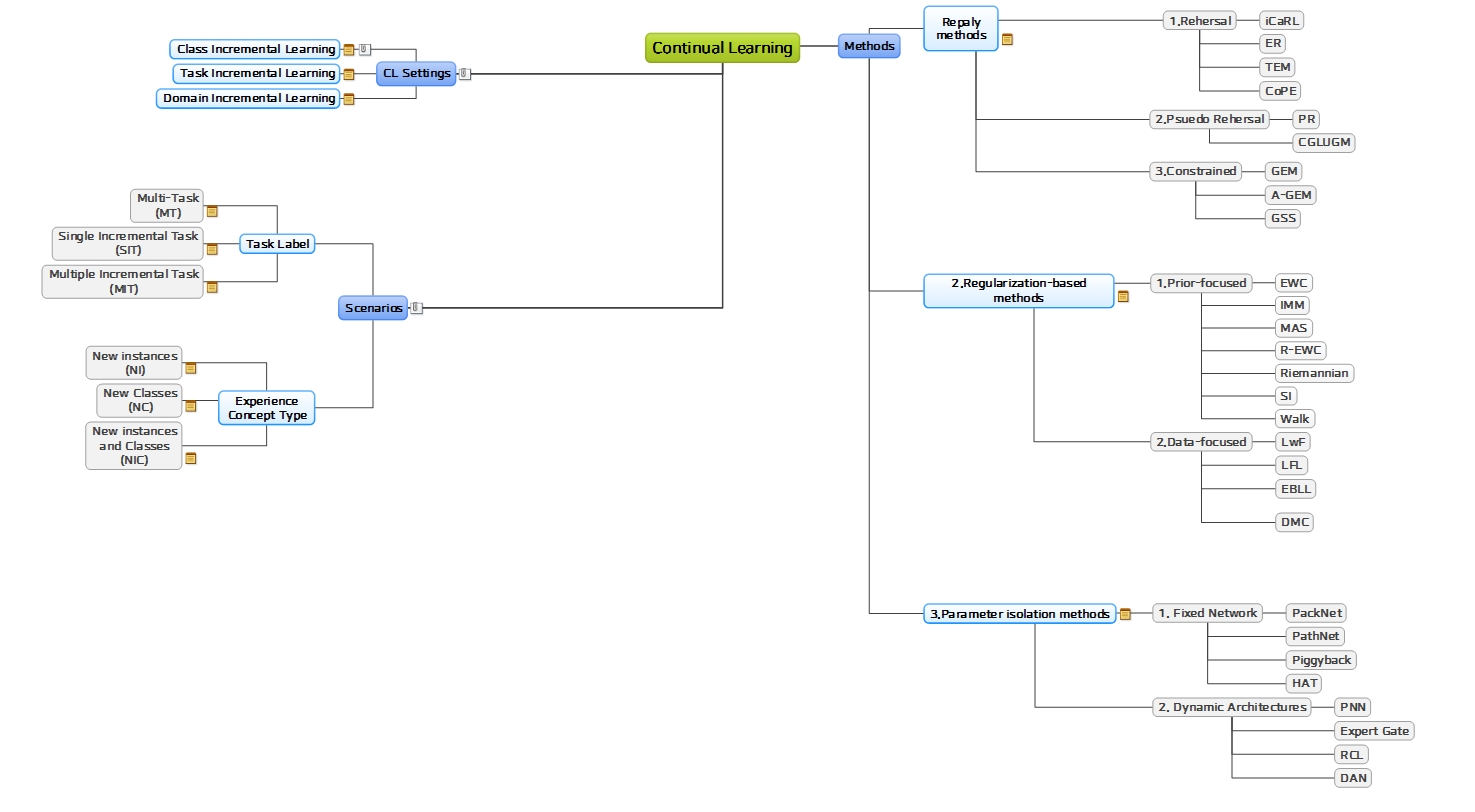 Continual Learning
CL Settings
Class Incremental Learning
Task Incremental Learning
Domain Incremental Learning
Scenarios
Task Label
Multi-Task
(MT)
Single Incremental Task
(SIT)
Multiple Incremental Task
(MIT)
Experience
Concept Type
New instances
(NI)
New Classes
(NC)
New instances
and Classes
(NIC)
Methods
Repaly
methods
1.Rehersal
iCaRL
ER
TEM
CoPE
2.Psuedo Rehersal
PR
CGLUGM
3.Constrained
GEM
A-GEM
GSS
2.Regularization-based
methods
1.Prior-focused
EWC
IMM
MAS
R-EWC
Riemannian
SI
Walk
2.Data-focused
LwF
LFL
EBLL
DMC
3.Parameter isolation methods
1. Fixed Network
PackNet
PathNet
Piggyback
HAT
2. Dynamic Architectures
PNN
Expert Gate
RCL
DAN